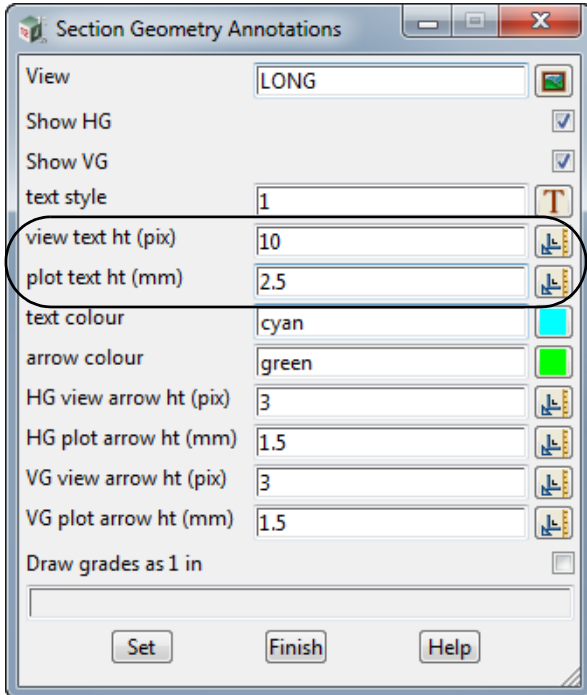 Section Geometry Annotations
View LONG
Show HG
Show VG
text style 1 T
view text ht (pix) 10
plot text ht (mm) 2.5
text colour cyan
arrow colour green
HG view arrow ht (pix) 3
HG plot arrow ht (mm) 1.5
VG view arrow ht (pix) 3
VG plot arrow ht (mm) 1.5
Draw grades as 1 in
Set Finish Help